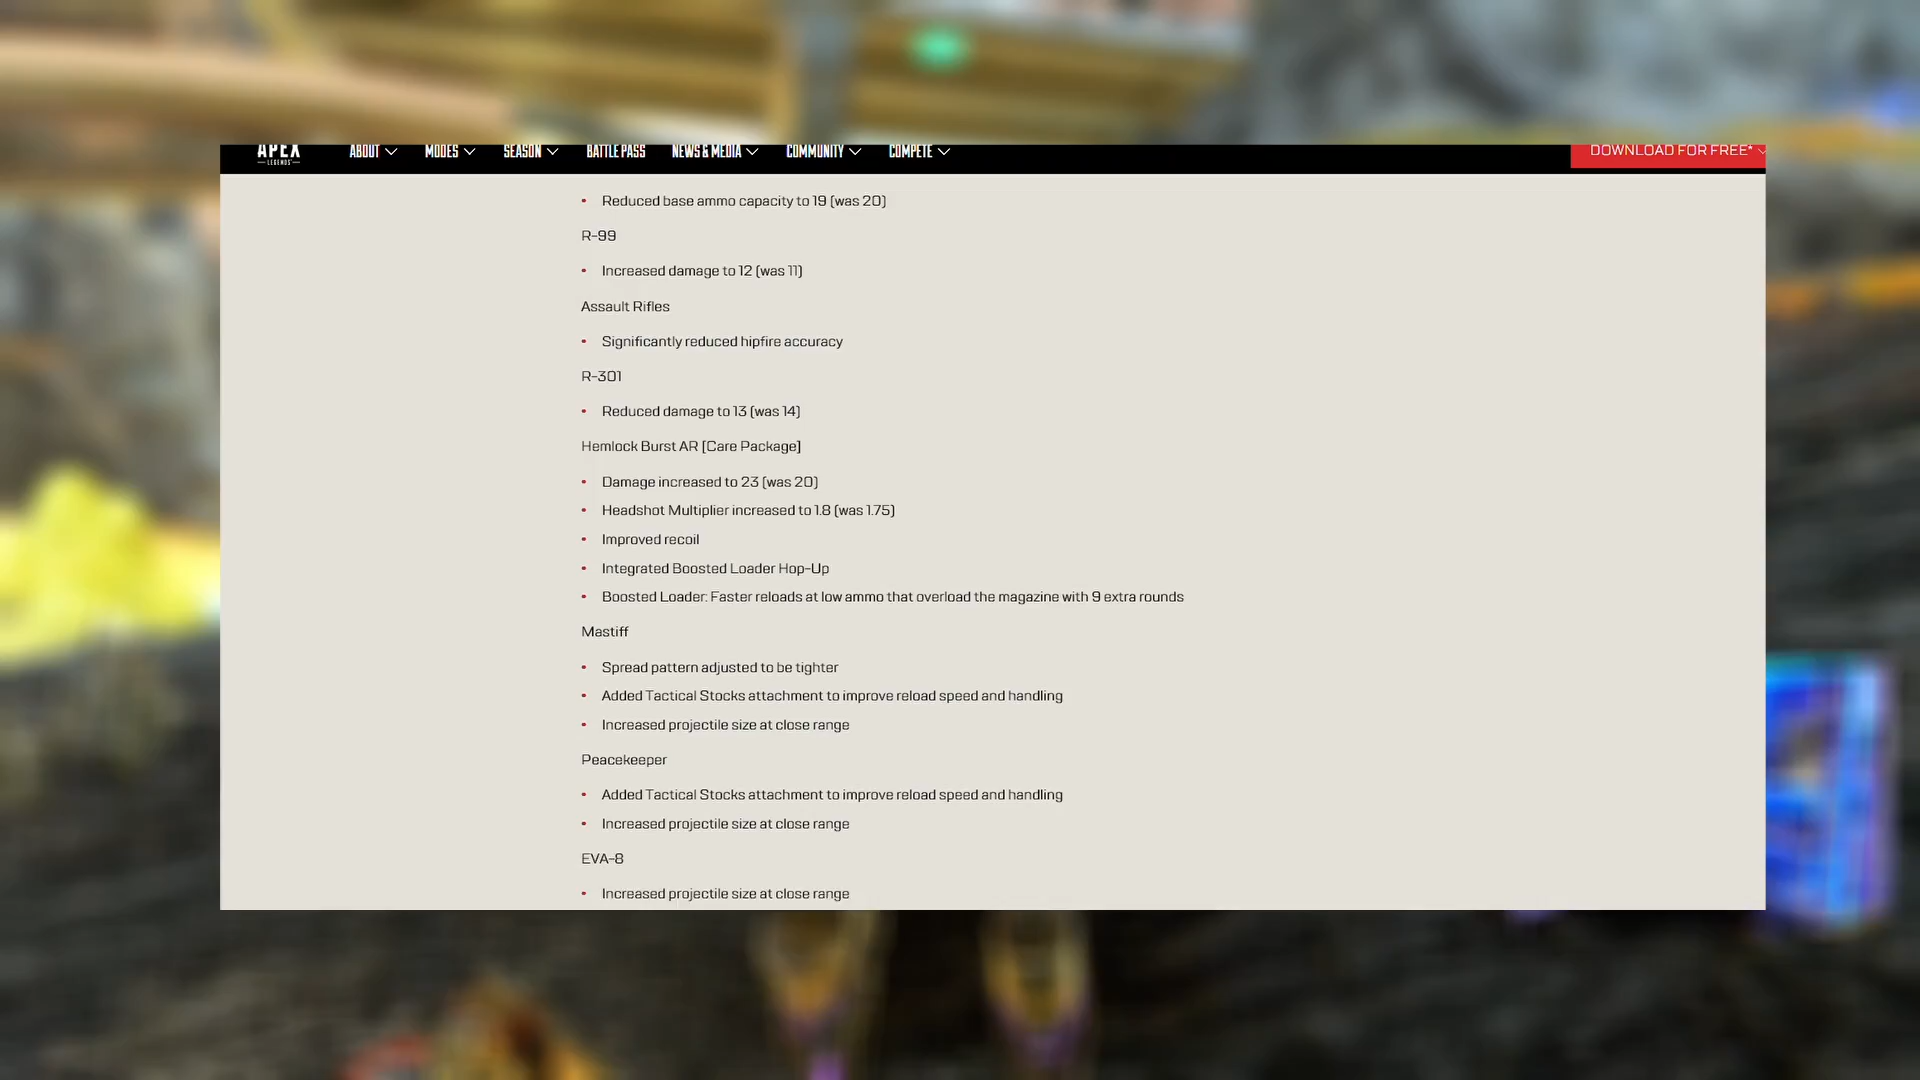 APEX
LEGENDS
ABOUT
MODES
SEASON
BATTLE PASS
NEWS & MEDIA
COMMUNITY
COMPETE
DOWNLOAD FOR FREE*
• Reduced base ammo capacity to 19 (was 20)
R-99
• Increased damage to 12 (was 11)
Assault Rifles
• Significantly reduced hipfire accuracy
R-301
• Reduced damage to 13 (was 14)
Hemlock Burst AR [Care Package]
• Damage increased to 23 (was 20)
• Headshot Multiplier increased to 1.8 (was 1.75)
• Improved recoil
• Integrated Boosted Loader Hop-Up
• Boosted Loader: Faster reloads at low ammo that overload the magazine with 9 extra rounds
Mastiff
• Spread pattern adjusted to be tighter
• Added Tactical Stocks attachment to improve reload speed and handling
• Increased projectile size at close range
Peacekeeper
• Added Tactical Stocks attachment to improve reload speed and handling
• Increased projectile size at close range
EVA-8
• Increased projectile size at close range